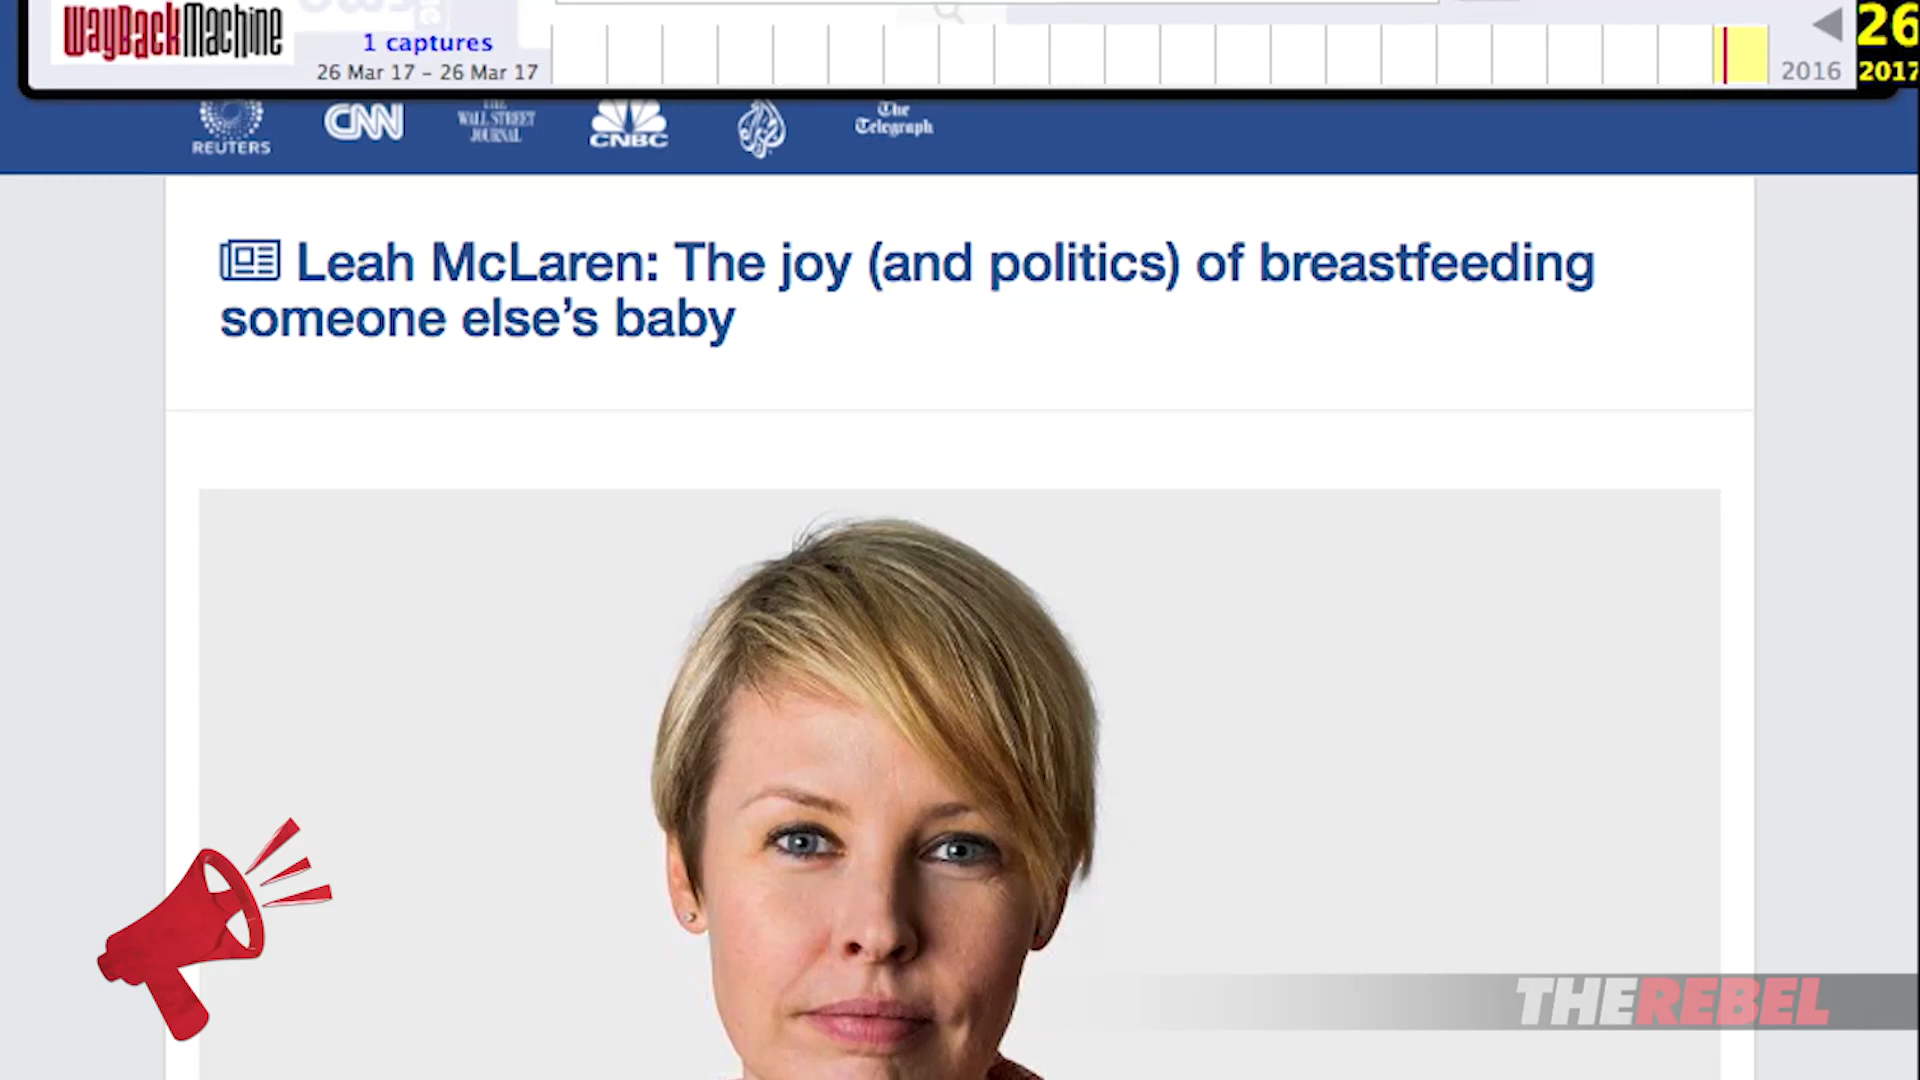 WayBackMachine
1 captures
26 Mar 17 - 26 Mar 17
2016
26
2017
REUTERS
CNN
THE
WALL STREET
JOURNAL
CNBC
The
Telegraph
Leah McLaren: The joy (and politics) of breastfeeding
someone else’s baby
THEREBEL